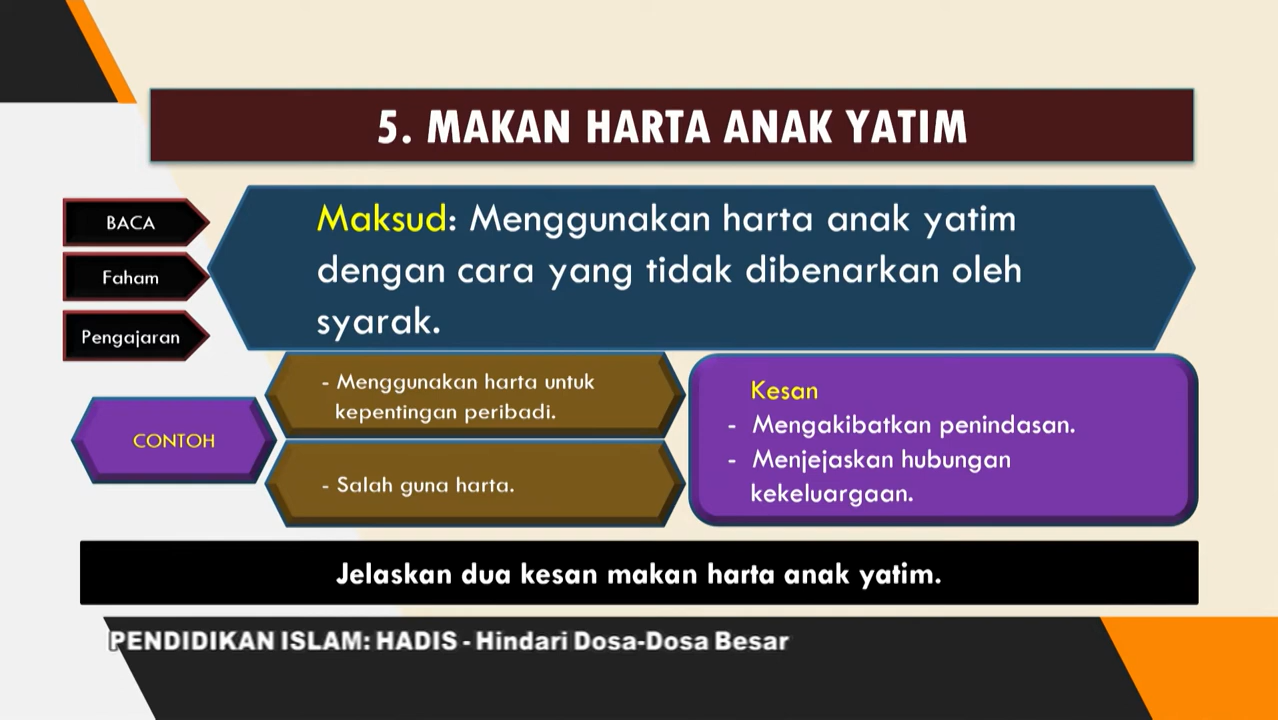 5. MAKAN HARTA ANAK YATIM
BACA
Faham
Pengajaran
Maksud: Menggunakan harta anak yatim
dengan cara yang tidak dibenarkan oleh
syarak.
CONTOH
- Menggunakan harta untuk
kepentingan peribadi.
- Salah guna harta.
Kesan
- Mengakibatkan penindasan.
- Menjejaskan hubungan
kekeluargaan.
Jelaskan dua kesan makan harta anak yatim.
PENDIDIKAN ISLAM: HADIS - Hindari Dosa-Dosa Besar